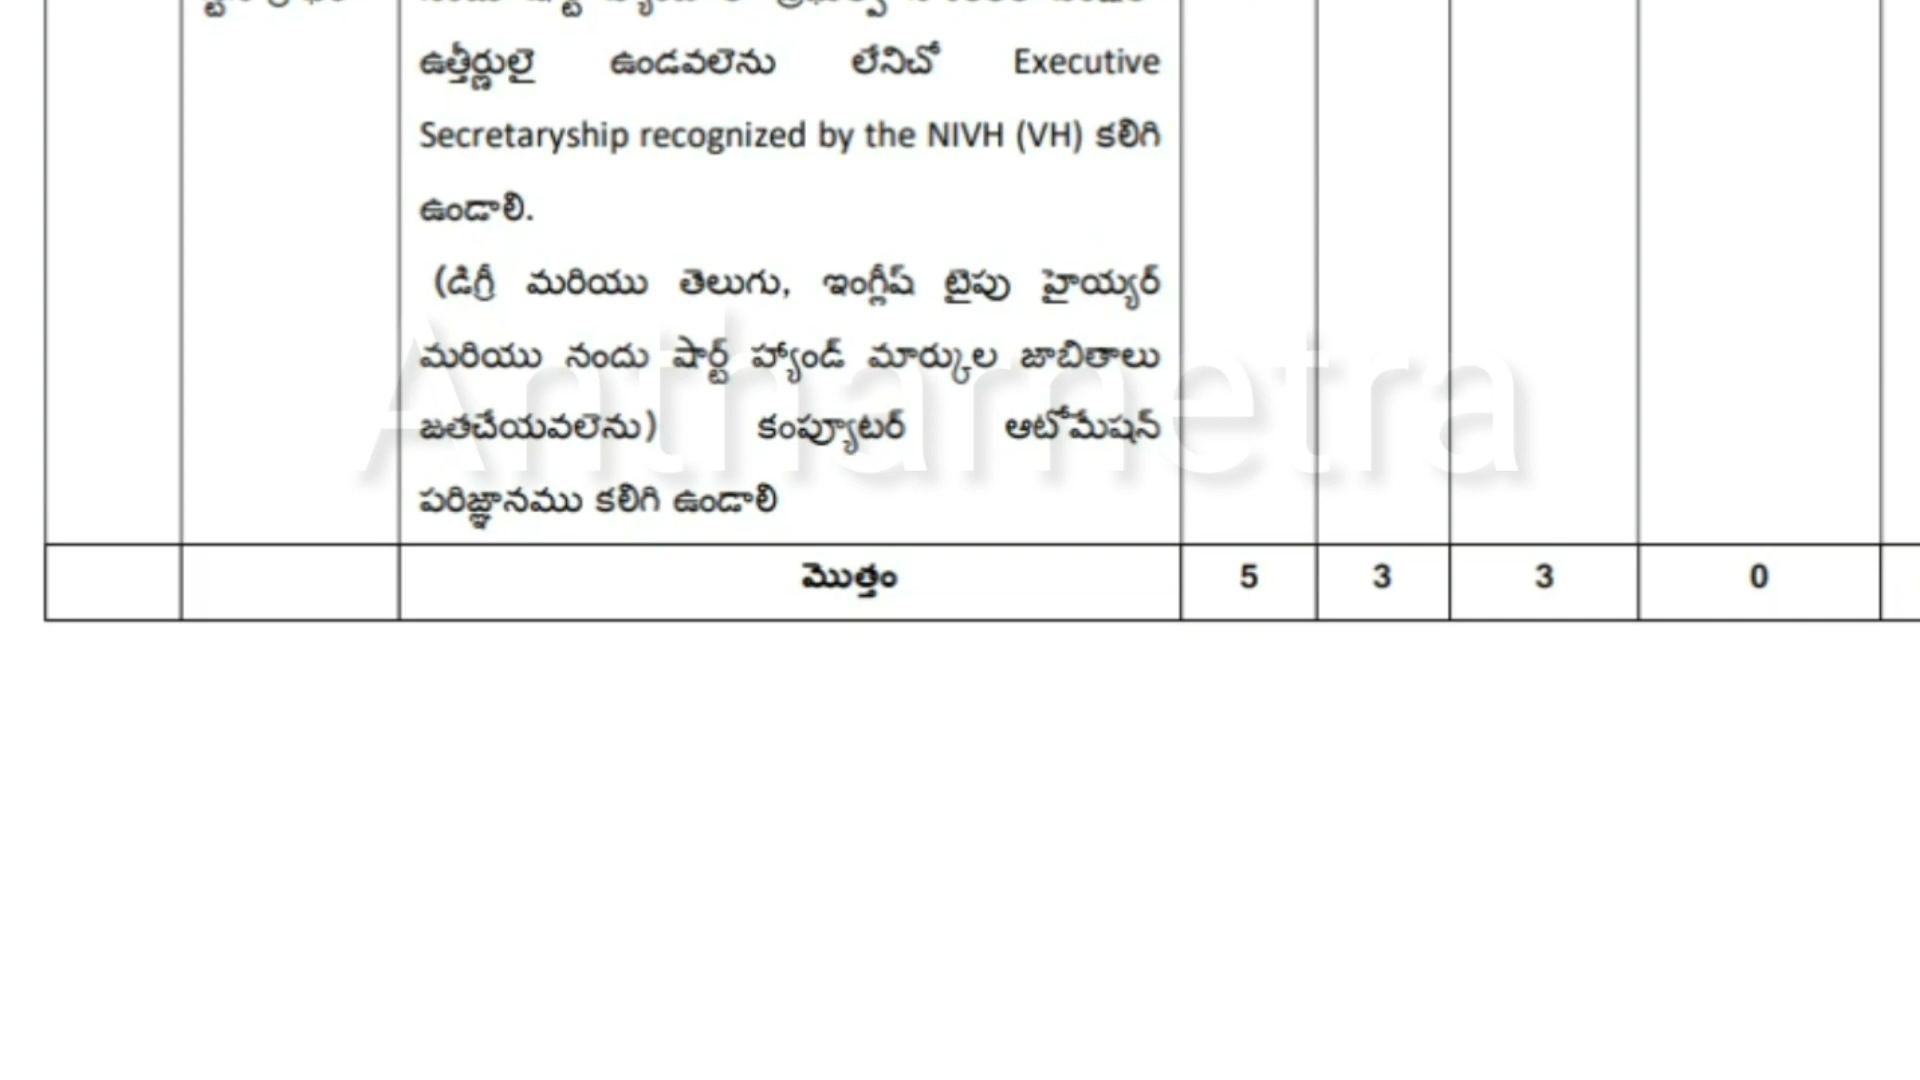 ఉత్తీర్ణులై ఉండవలెను లేనిచో Executive
Secretaryship recognized by the NIVH (VH) కలిగి
ఉండాలి.
(డిగ్రీ మరియు తెలుగు, ఇంగ్లీష్ టైపు హైయ్యర్
మరియు నందు షార్ట్ హ్యాండ్ మార్కుల జాబితాలు
జతచేయవలెను) కంప్యూటర్ ఆటోమేషన్
పరిజ్ఞానము కలిగి ఉండాలి
మొత్తం 5 3 3 0
Antharnetra